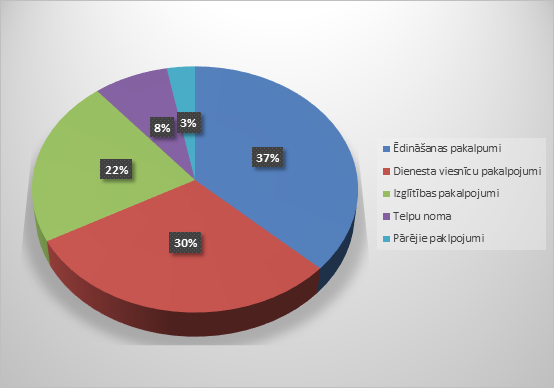 37%
30%
22%
8%
3%
Ēdināšanas pakalpumi
Dienesta viesnīcu pakalpojumi
Izglītības pakalpojumi
Telpu noma
Pārējie paklpojumi